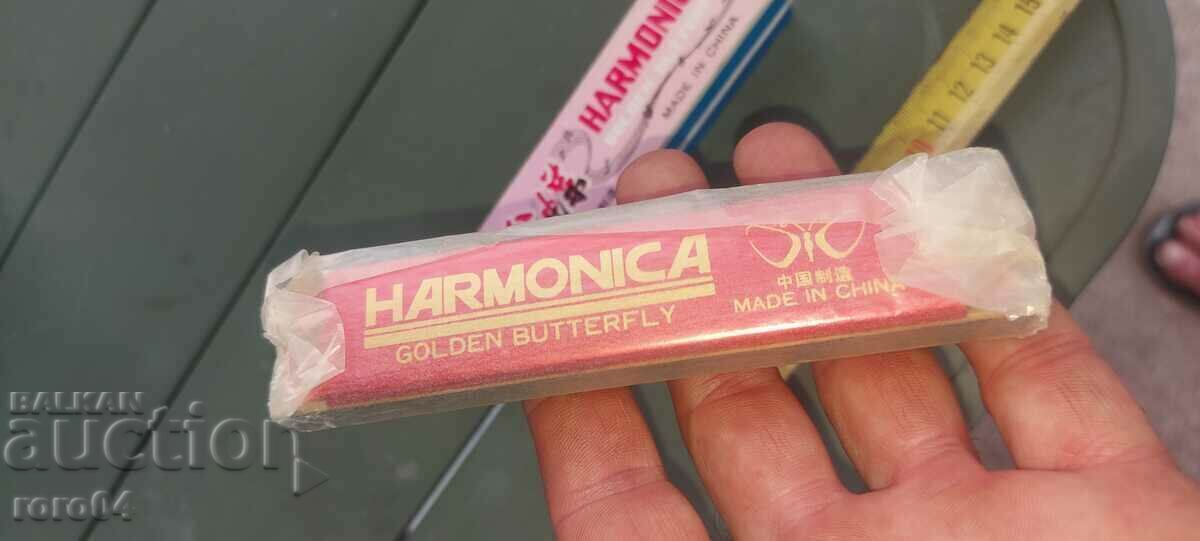 HARMONIC
MADE IN CHINA
11 12 13 14 15
HARMONICA
GOLDEN BUTTERFLY
中国制造
MADE IN CHINA
BALKAN
auction
roro04